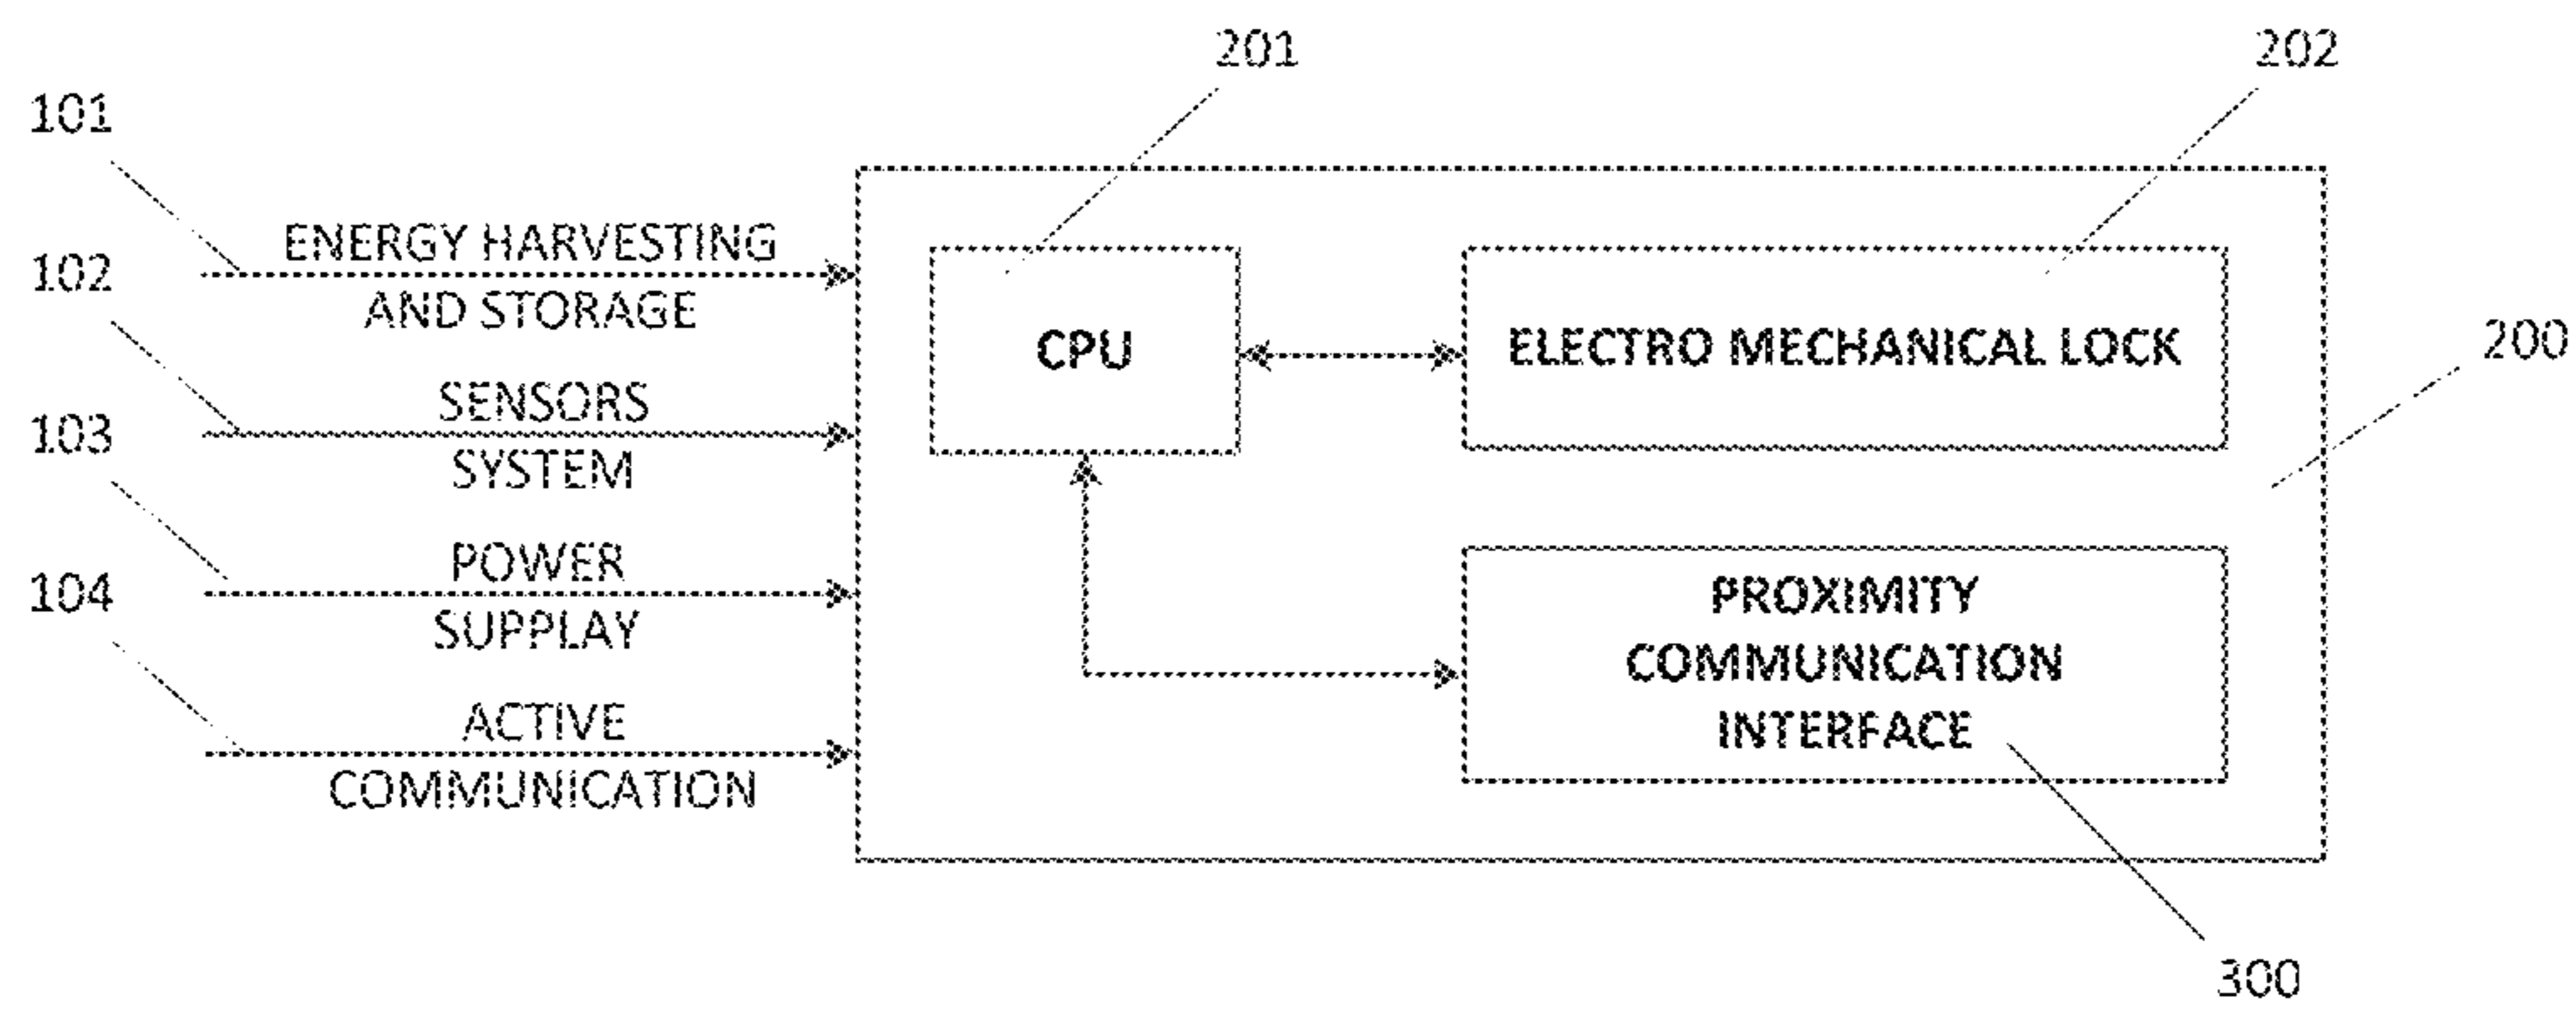 201
202
101
ENERGY HARVESTING
AND STORAGE
102
SENSORS
SYSTEM
103
POWER
SUPPLAY
104
ACTIVE
COMMUNICATION
CPU
ELECTRO MECHANICAL LOCK
200
PROXIMITY
COMMUNICATION
INTERFACE
300